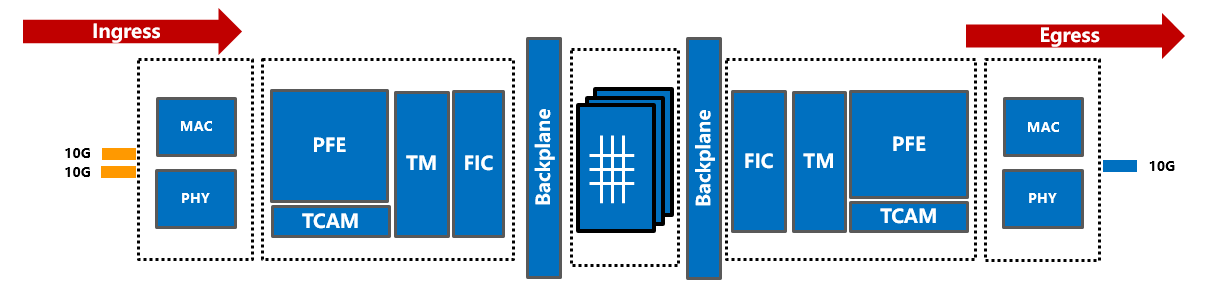 Ingress
Egress
10G
10G
MAC
PHY
PFE
TCAM
TM
FIC
Backplane
Backplane
FIC
TM
PFE
TCAM
MAC
PHY
10G